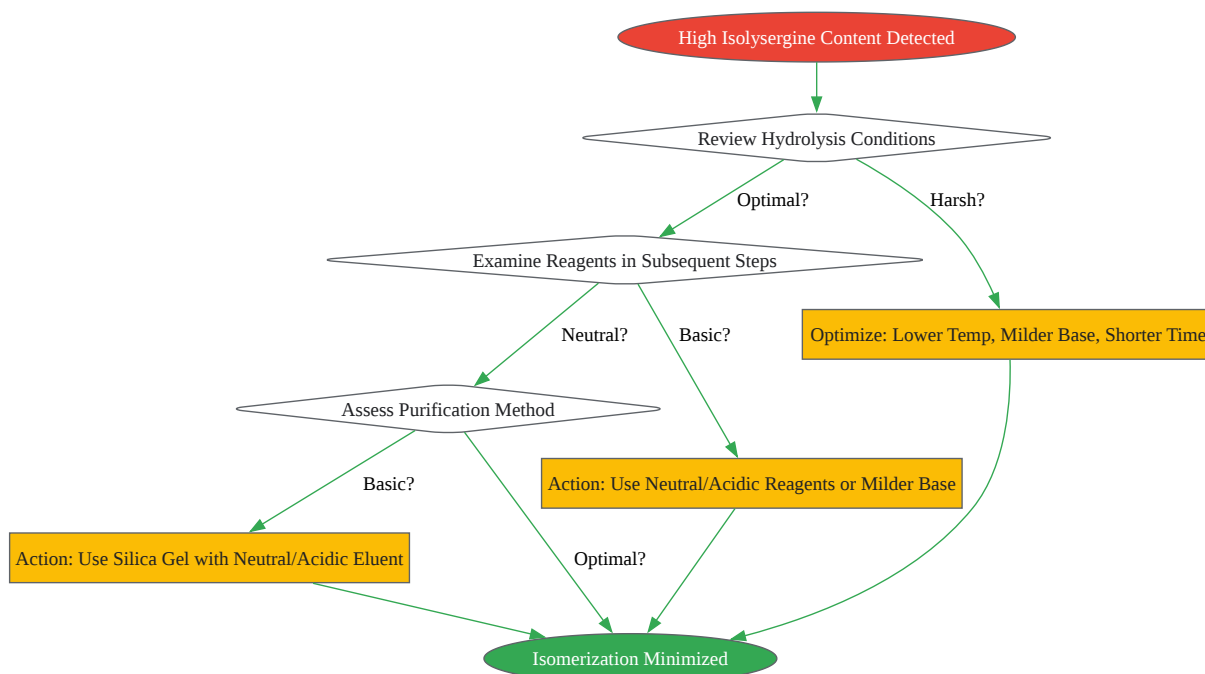 High Isolysergine Content Detected
Review Hydrolysis Conditions
Optimal?
Harsh?
Examine Reagents in Subsequent Steps
Neutral?
Basic?
Optimize: Lower Temp, Milder Base, Shorter Time
Assess Purification Method
Basic?
Action: Use Neutral/Acidic Reagents or Milder Base
Action: Use Silica Gel with Neutral/Acidic Eluent
Optimal?
Isomerization Minimized